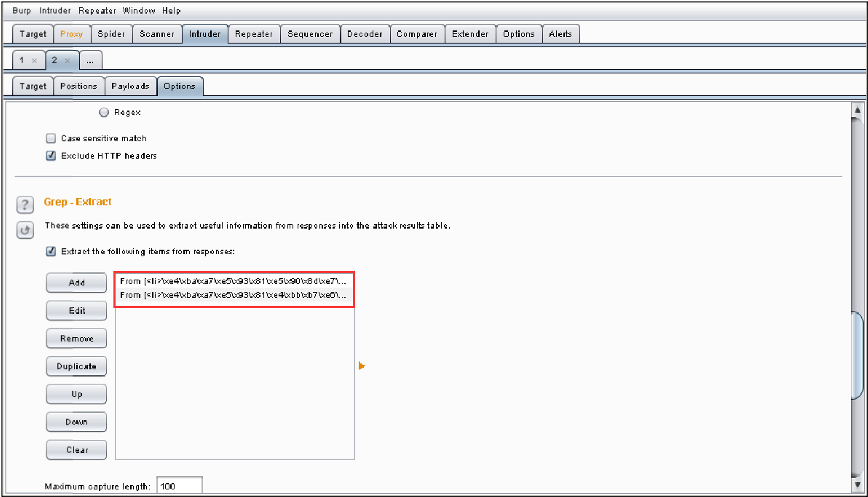 Burp Intruder Repeater Window Help
Target Proxy Spider Scanner Intruder Repeater Sequencer Decoder Comparer Extender Options Alerts
1 × 2 × ...
Target Positions Payloads Options
Regex
Case sensitive match
Exclude HTTP headers
? Grep - Extract
These settings can be used to extract useful information from responses into the attack results table.
Extract the following items from responses:
Add
From [<li>\xe4\xba\xa7\xe5\x93\x81\xe5\x90\x8d\xe7\...
From [<li>\xe4\xba\xa7\xe5\x93\x81\xe4\xbb\xb7\xe6\...
Edit
Remove
Duplicate
Up
Down
Clear
Maximum capture length: 100